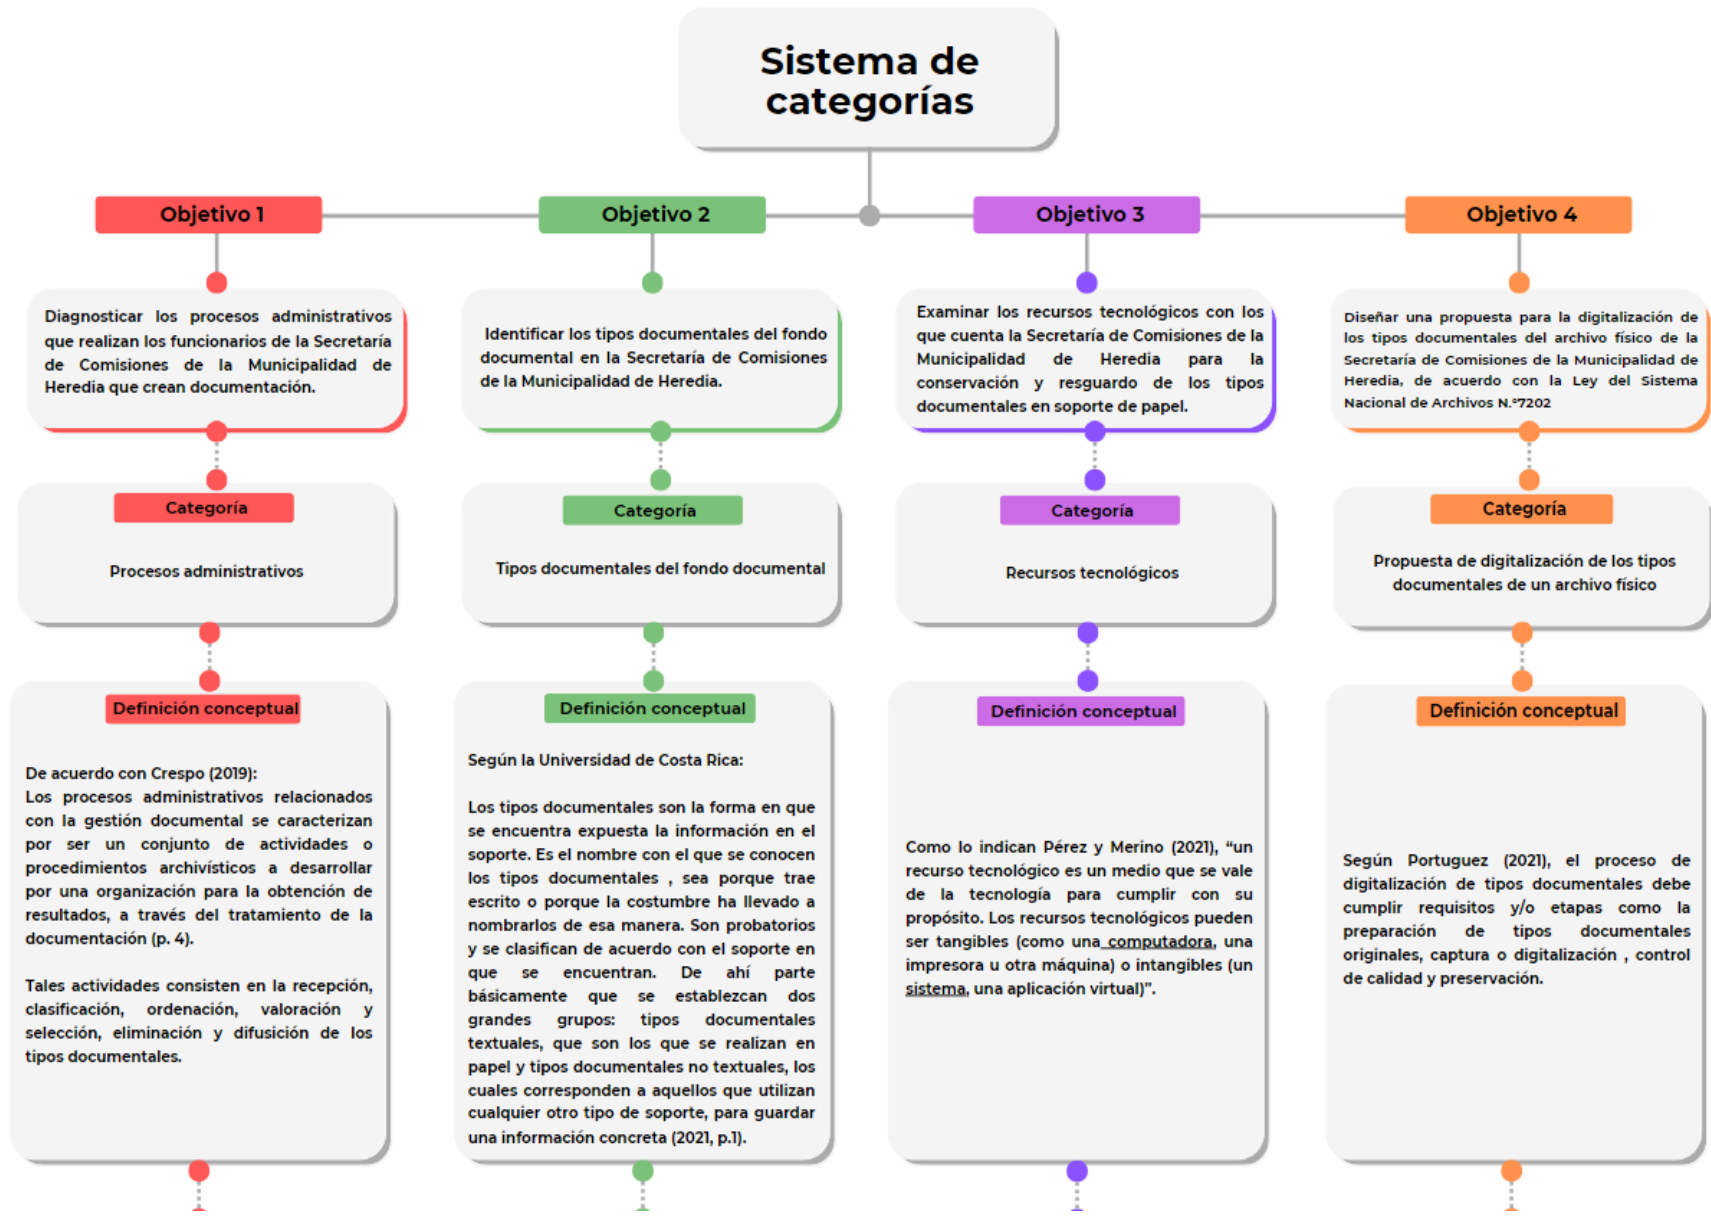 Sistema de
categorías
Objetivo 1
Diagnosticar los procesos administrativos
que realizan los funcionarios de la Secretaría
de Comisiones de la Municipalidad de
Heredia que crean documentación.
Categoría
Procesos administrativos
Definición conceptual
De acuerdo con Crespo (2019):
Los procesos administrativos relacionados
con la gestión documental se caracterizan
por ser un conjunto de actividades o
procedimientos archivísticos a desarrollar
por una organización para la obtención de
resultados, a través del tratamiento de la
documentación (p. 4).
Tales actividades consisten en la recepción,
clasificación, ordenación, valoración y
selección, eliminación y difusición de los
tipos documentales.
Objetivo 2
Identificar los tipos documentales del fondo
documental en la Secretaría de Comisiones
de la Municipalidad de Heredia.
Categoría
Tipos documentales del fondo documental
Definición conceptual
Según la Universidad de Costa Rica:
Los tipos documentales son la forma en que
se encuentra expuesta la información en el
soporte. Es el nombre con el que se conocen
los tipos documentales , sea porque trae
escrito o porque la costumbre ha llevado a
nombrarlos de esa manera. Son probatorios
y se clasifican de acuerdo con el soporte en
que se encuentran. De ahí parte
básicamente que se establezcan dos
grandes grupos: tipos documentales
textuales, que son los que se realizan en
papel y tipos documentales no textuales, los
cuales corresponden a aquellos que utilizan
cualquier otro tipo de soporte, para guardar
una información concreta (2021, p.1).
Objetivo 3
Examinar los recursos tecnológicos con los
que cuenta la Secretaría de Comisiones de la
Municipalidad de Heredia para la
conservación y resguardo de los tipos
documentales en soporte de papel.
Categoría
Recursos tecnológicos
Definición conceptual
Como lo indican Pérez y Merino (2021), “un
recurso tecnológico es un medio que se vale
de la tecnología para cumplir con su
propósito. Los recursos tecnológicos pueden
ser tangibles (como una computadora, una
impresora u otra máquina) o intangibles (un
sistema, una aplicación virtual)”.
Objetivo 4
Diseñar una propuesta para la digitalización de
los tipos documentales del archivo físico de la
Secretaría de Comisiones de la Municipalidad de
Heredia, de acuerdo con la Ley del Sistema
Nacional de Archivos N.°7202
Categoría
Propuesta de digitalización de los tipos
documentales de un archivo físico
Definición conceptual
Según Portuguez (2021), el proceso de
digitalización de tipos documentales debe
cumplir requisitos y/o etapas como la
preparación de tipos documentales
originales, captura o digitalización , control
de calidad y preservación.